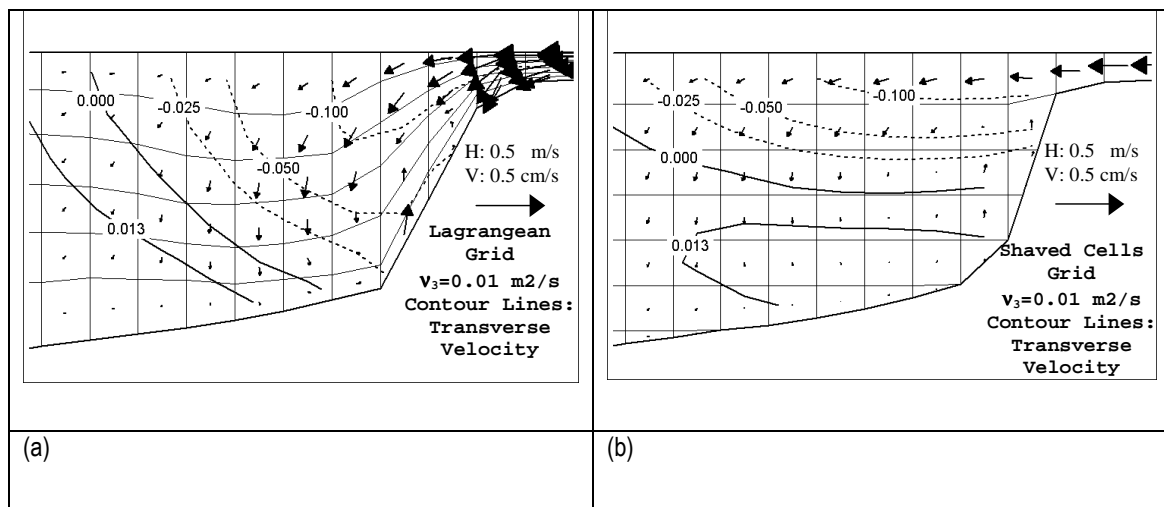 0.000
-0.025
-0.100
-0.050
0.013
H: 0.5 m/s
V: 0.5 cm/s
Lagrangean
Grid
ν3=0.01 m2/s
Contour Lines:
Transverse
Velocity
(a)
-0.025
-0.050
-0.100
0.000
0.013
H: 0.5 m/s
V: 0.5 cm/s
Shaved Cells
Grid
ν3=0.01 m2/s
Contour Lines:
Transverse
Velocity
(b)